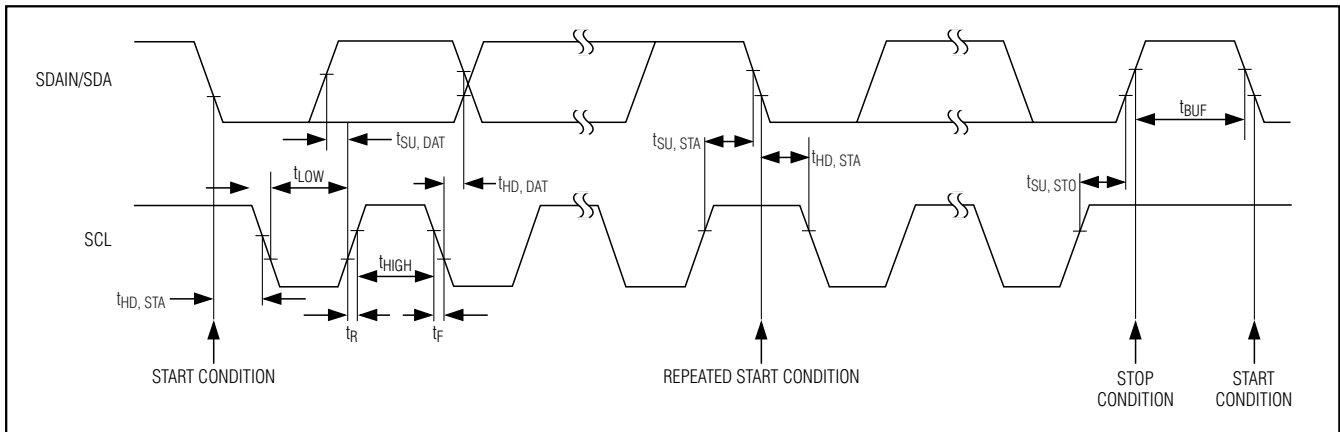 SDAIN/SDA
tSU, DAT
tLOW
tHD, DAT
tSU, STA
tHD, STA
tBUF
tSU, STO
SCL
tHIGH
tHD, STA
tR
tF
START CONDITION
REPEATED START CONDITION
STOP
CONDITION
START
CONDITION